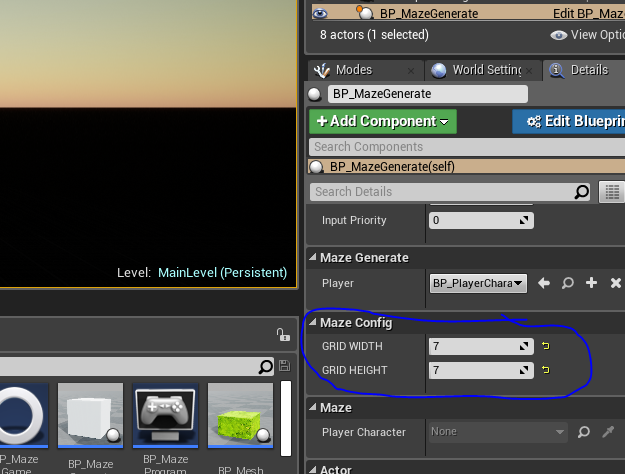 BP_MazeGenerate Edit BP_Maz
8 actors (1 selected) View Optio
Modes World Setting Details
BP_MazeGenerate
+ Add Component Edit Blueprin
Search Components
BP_MazeGenerate(self)
Search Details
Input Priority 0
Maze Generate
Player BP_PlayerChara
Level: MainLevel (Persistent)
Maze Config
GRID WIDTH 7
GRID HEIGHT 7
Maze
Player Character None
Actor
BP_Maze
Game
BP_Maze
BP_Maze
Program
BP_Mesh